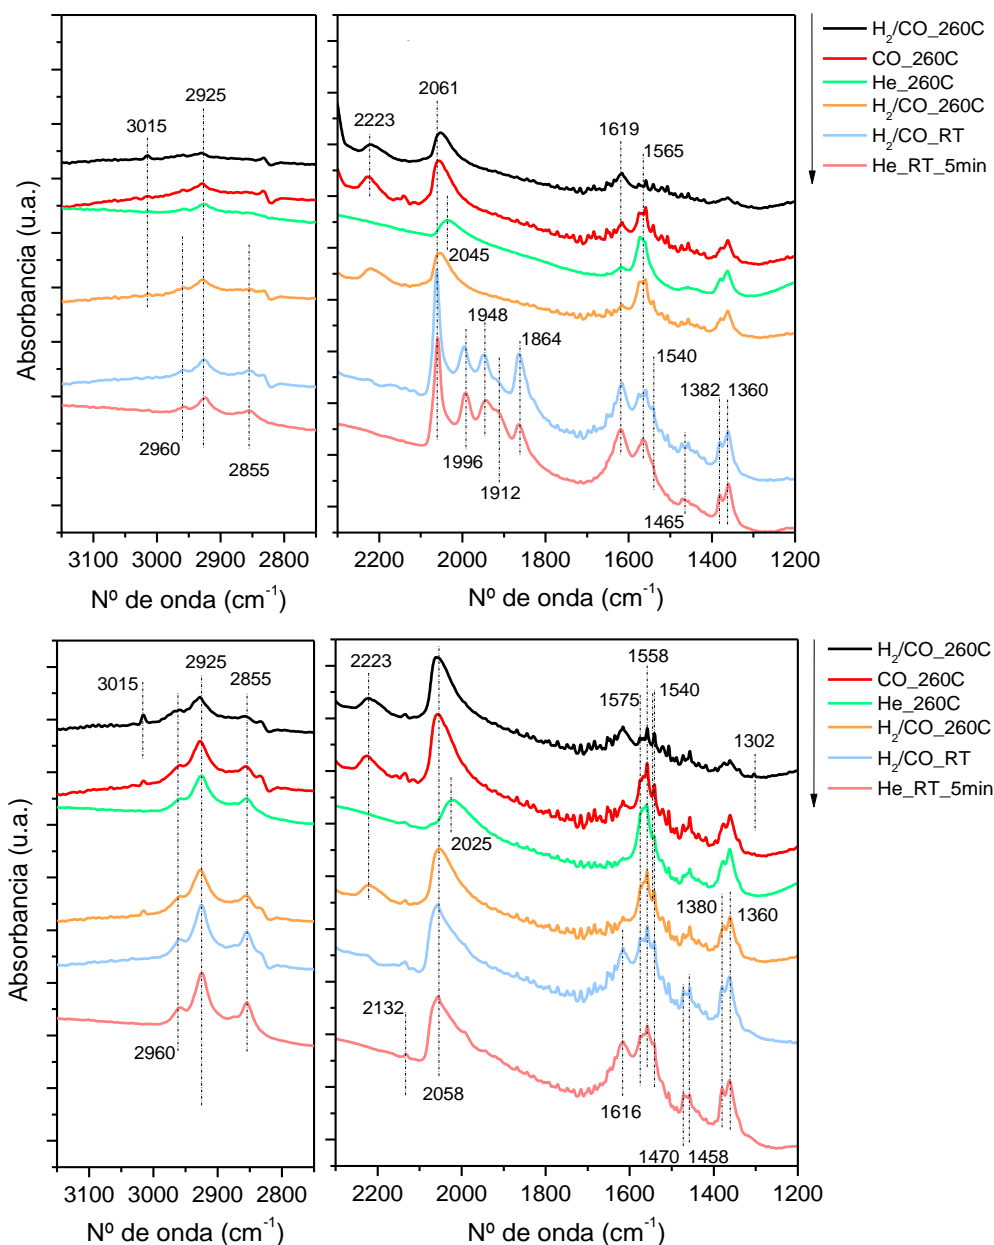 H2/CO_260C
CO_260C
He_260C
H2/CO_260C
H2/CO_RT
He_RT_5min
2925
3015
2960
2855
2061
2223
1619
1565
2045
1948
1864
1540
1382 1360
1996
1912
1465
Absorbancia (u.a.)
3100 3000 2900 2800
2200 2000 1800 1600 1400 1200
Nº de onda (cm-1)
Nº de onda (cm-1)
H2/CO_260C
CO_260C
He_260C
H2/CO_260C
H2/CO_RT
He_RT_5min
2925
3015
2855
2960
2223
1558
1575
1540
1302
2025
1380 1360
2132
2058
1616
1470 1458
Absorbancia (u.a.)
3100 3000 2900 2800
2200 2000 1800 1600 1400 1200
Nº de onda (cm-1)
Nº de onda (cm-1)